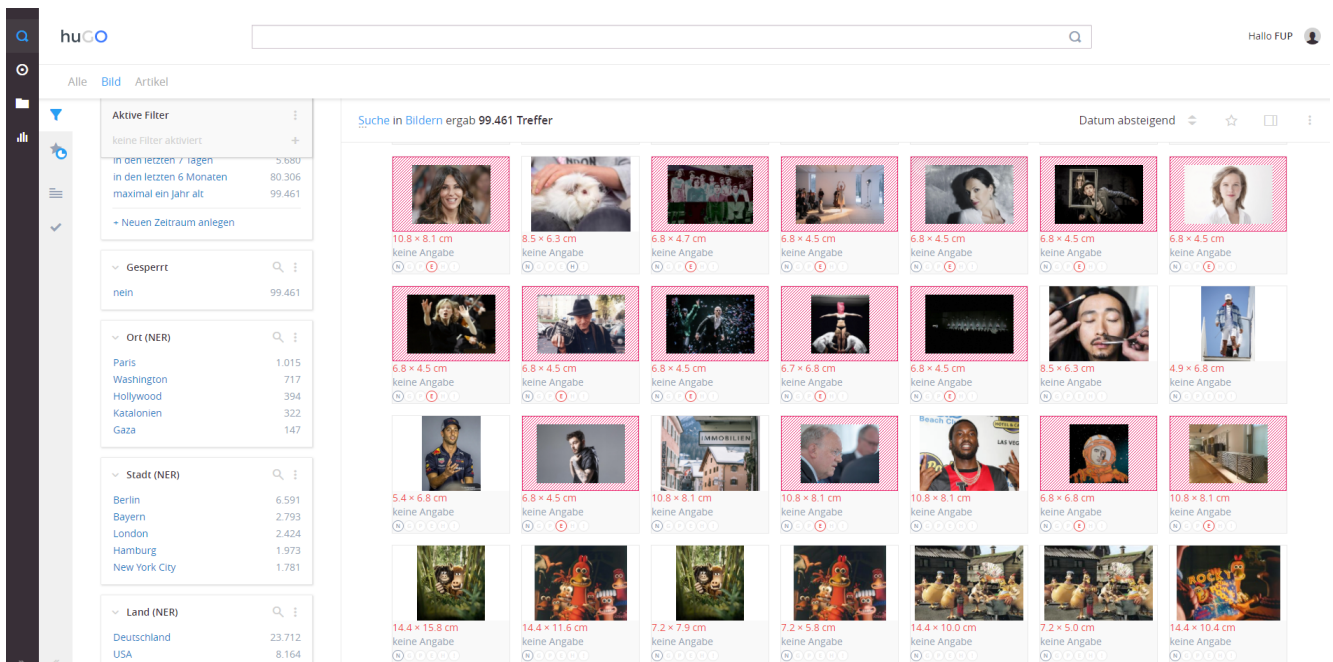 huGO
Hallo FUP
Alle Bild Artikel
Aktive Filter
keine Filter aktiviert +
in den letzten 7 Tagen 5.680
in den letzten 6 Monaten 80.306
maximal ein Jahr alt 99.461
+ Neuen Zeitraum anlegen
Gesperrt
nein 99.461
Ort (NER)
Paris 1.015
Washington 717
Hollywood 394
Katalonien 322
Gaza 147
Stadt (NER)
Berlin 6.591
Bayern 2.793
London 2.424
Hamburg 1.973
New York City 1.781
Land (NER)
Deutschland 23.712
USA 8.164
Suche in Bildern ergab 99.461 Treffer
Datum absteigend
10.8 × 8.1 cm 8.5 × 6.3 cm 6.8 × 4.7 cm 6.8 × 4.5 cm 6.8 × 4.5 cm 6.8 × 4.5 cm 6.8 × 4.5 cm
keine Angabe keine Angabe keine Angabe keine Angabe keine Angabe keine Angabe keine Angabe
6.8 × 4.5 cm 6.8 × 4.5 cm 6.8 × 4.5 cm 6.7 × 6.8 cm 6.8 × 4.5 cm 8.5 × 6.3 cm 4.9 × 6.8 cm
keine Angabe keine Angabe keine Angabe keine Angabe keine Angabe keine Angabe keine Angabe
IMMOBILIEN
5.4 × 6.8 cm 6.8 × 4.5 cm 10.8 × 8.1 cm 10.8 × 8.1 cm 10.8 × 8.1 cm 6.8 × 6.8 cm 10.8 × 8.1 cm
keine Angabe keine Angabe keine Angabe keine Angabe keine Angabe keine Angabe keine Angabe
14.4 × 15.8 cm 14.4 × 11.6 cm 7.2 × 7.9 cm 7.2 × 5.8 cm 14.4 × 10.0 cm 7.2 × 5.0 cm 14.4 × 10.4 cm
keine Angabe keine Angabe keine Angabe keine Angabe keine Angabe keine Angabe keine Angabe